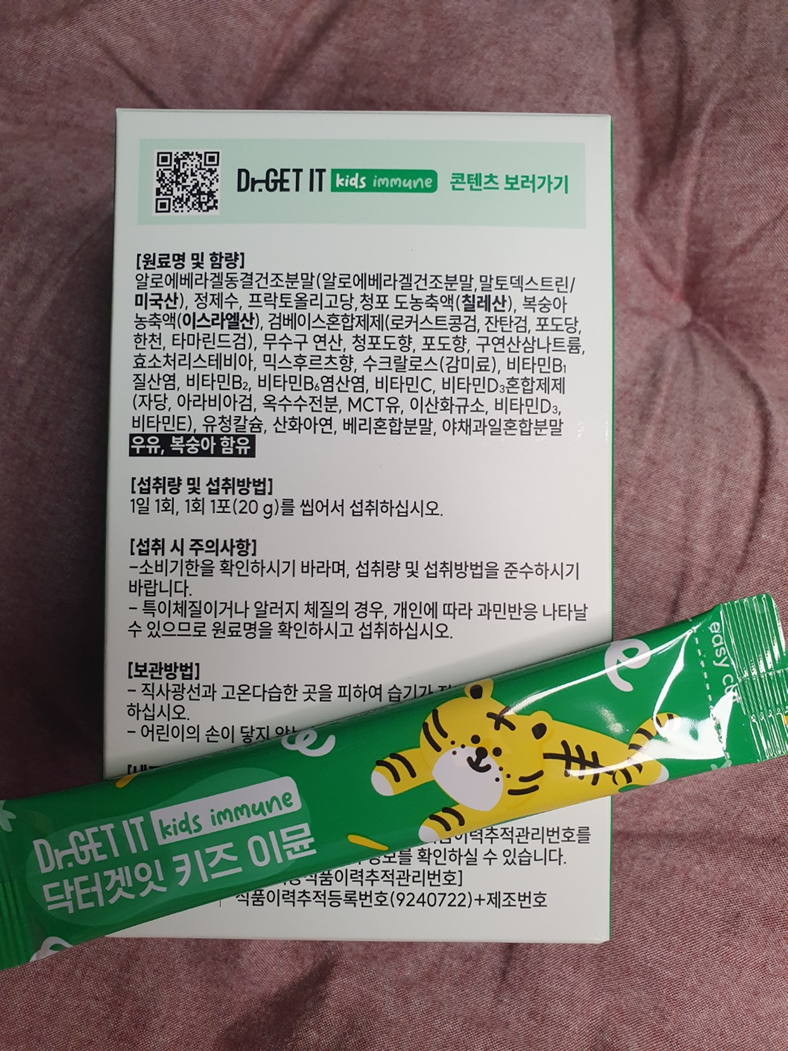 Dr.GET IT kids immune 콘텐츠 보러가기
[원료명 및 함량]
알로에베라겔동결건조분말(알로에베라겔건조분말,말토덱스트린/
미국산), 정제수, 프락토올리고당,청포 도농축액(칠레산), 복숭아
농축액(이스라엘산), 검베이스혼합제제(로커스트콩검, 잔탄검, 포도당,
한천, 타마린드검), 무수구 연산, 청포도향, 포도향, 구연산삼나트륨,
효소처리스테비아, 믹스후르츠향, 수크랄로스(감미료), 비타민B₁
질산염, 비타민B₂, 비타민B₆염산염, 비타민C, 비타민D₃혼합제제
(자당, 아라비아검, 옥수수전분, MCT유, 이산화규소, 비타민D₃,
비타민E), 유청칼슘, 산화아연, 베리혼합분말, 야채과일혼합분말
우유, 복숭아 함유
[섭취량 및 섭취방법]
1일 1회, 1회 1포(20 g)를 씹어서 섭취하십시오.
[섭취 시 주의사항]
-소비기한을 확인하시기 바라며, 섭취량 및 섭취방법을 준수하시기
바랍니다.
- 특이체질이거나 알러지 체질의 경우, 개인에 따라 과민반응 나타날
수 있으므로 원료명을 확인하시고 섭취하십시오.
[보관방법]
- 직사광선과 고온다습한 곳을 피하여 습기가
하십시오.
- 어린이의 손이 닿지
easy cut
Dr.GET IT kids immune
닥터겟잇 키즈 이뮨
이력추적관리번호를
확인하실 수 있습니다.
식품이력추적관리번호]
식품이력추적등록번호(9240722)+제조번호